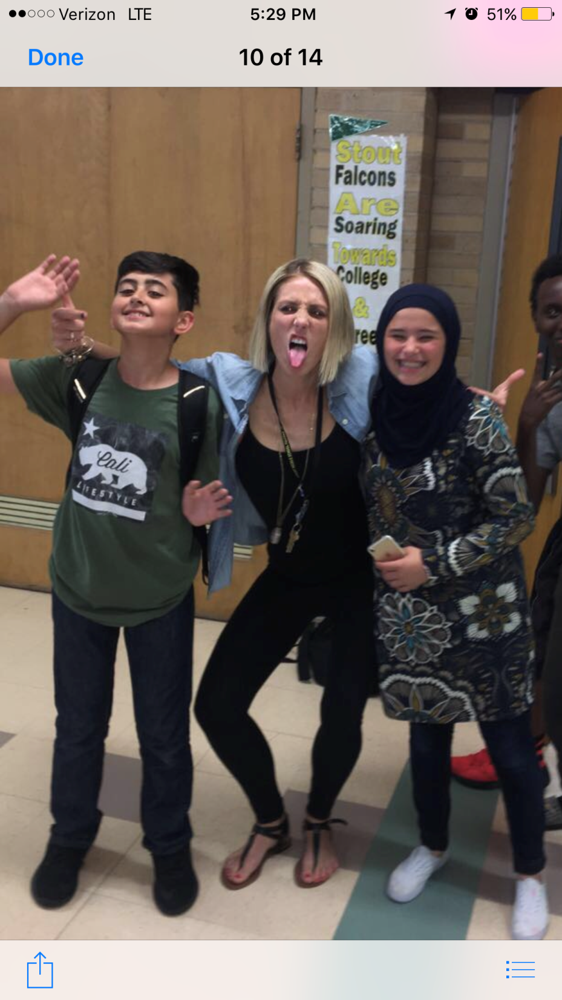 Verizon LTE 5:29 PM 51%
Done 10 of 14
Stout
Falcons
Are
Soaring
Towards
College
&
Cali
LIFESTYLE